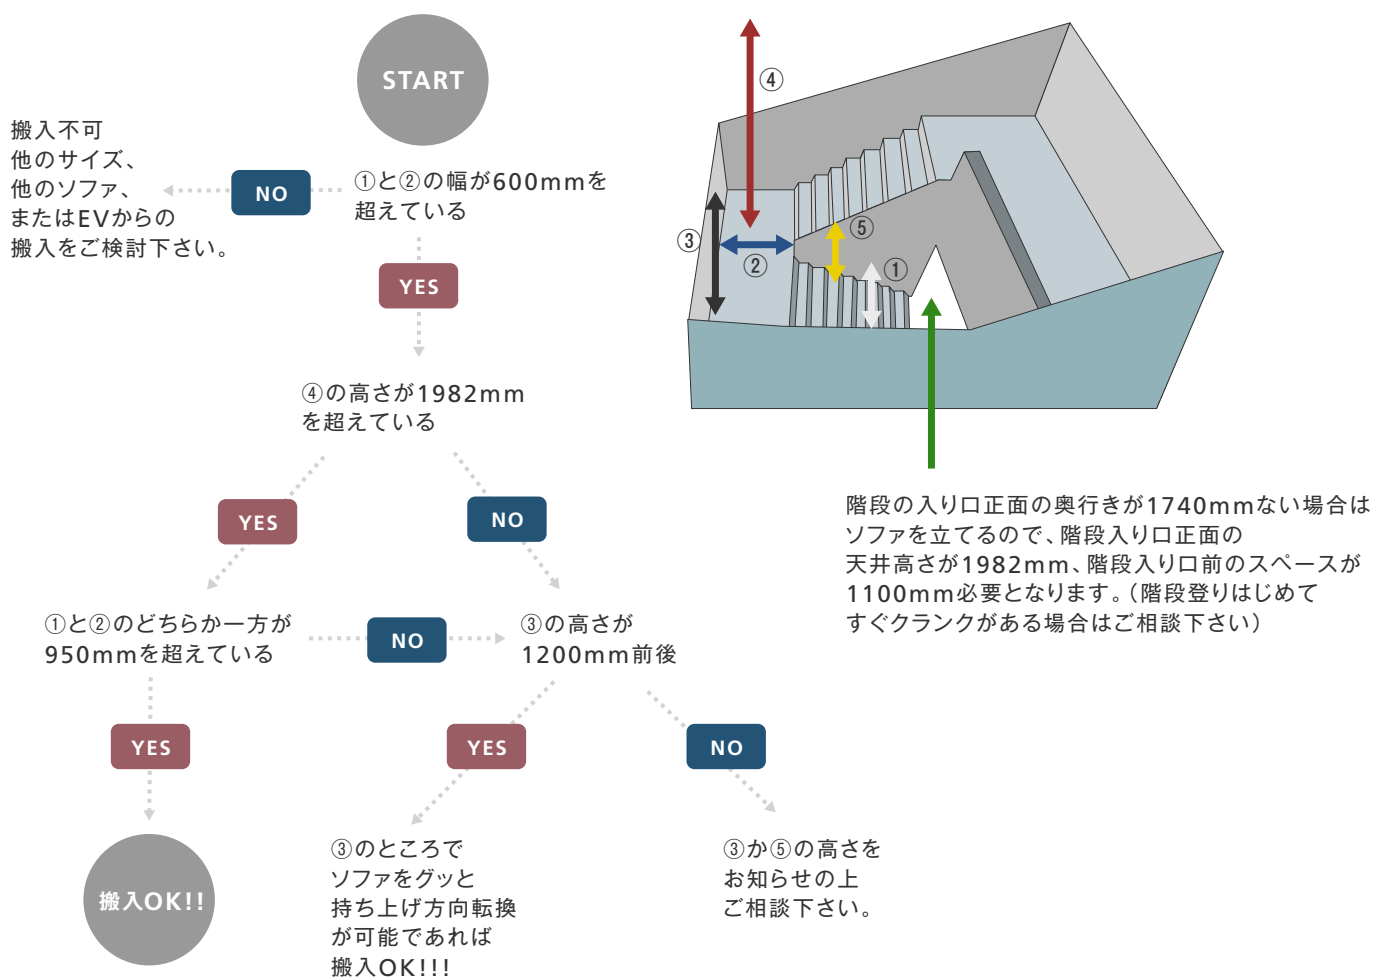 START
搬入不可
他のサイズ、
他のソファ、
またはEVからの
搬入をご検討下さい。
NO
①と②の幅が600mmを
超えている
YES
④の高さが1982mm
を超えている
YES
NO
①と②のどちらか一方が
950mmを超えている
NO
③の高さが
1200mm前後
YES
YES
NO
搬入OK!!
③のところで
ソファをグッと
持ち上げ方向転換
が可能であれば
搬入OK!!!
③か⑤の高さを
お知らせの上
ご相談下さい。
④
③
②
⑤
①
階段の入り口正面の奥行きが1740mmない場合は
ソファを立てるので、階段入り口正面の
天井高さが1982mm、階段入り口前のスペースが
1100mm必要となります。(階段登りはじめて
すぐクランクがある場合はご相談下さい)